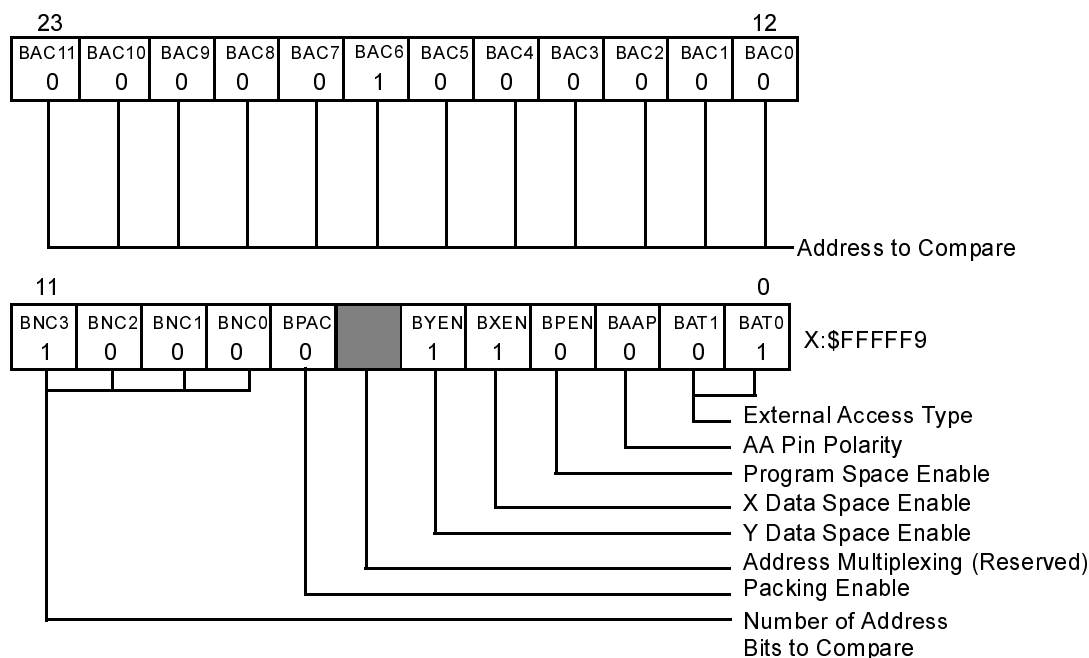 23 12
BAC11 BAC10 BAC9 BAC8 BAC7 BAC6 BAC5 BAC4 BAC3 BAC2 BAC1 BAC0
0 0 0 0 0 1 0 0 0 0 0 0
Address to Compare
11 0
BNC3 BNC2 BNC1 BNC0 BPAC BYEN BXEN BPEN BAAP BAT1 BAT0
1 0 0 0 0 1 1 0 0 0 1
X:$FFFFF9
External Access Type
AA Pin Polarity
Program Space Enable
X Data Space Enable
Y Data Space Enable
Address Multiplexing (Reserved)
Packing Enable
Number of Address
Bits to Compare